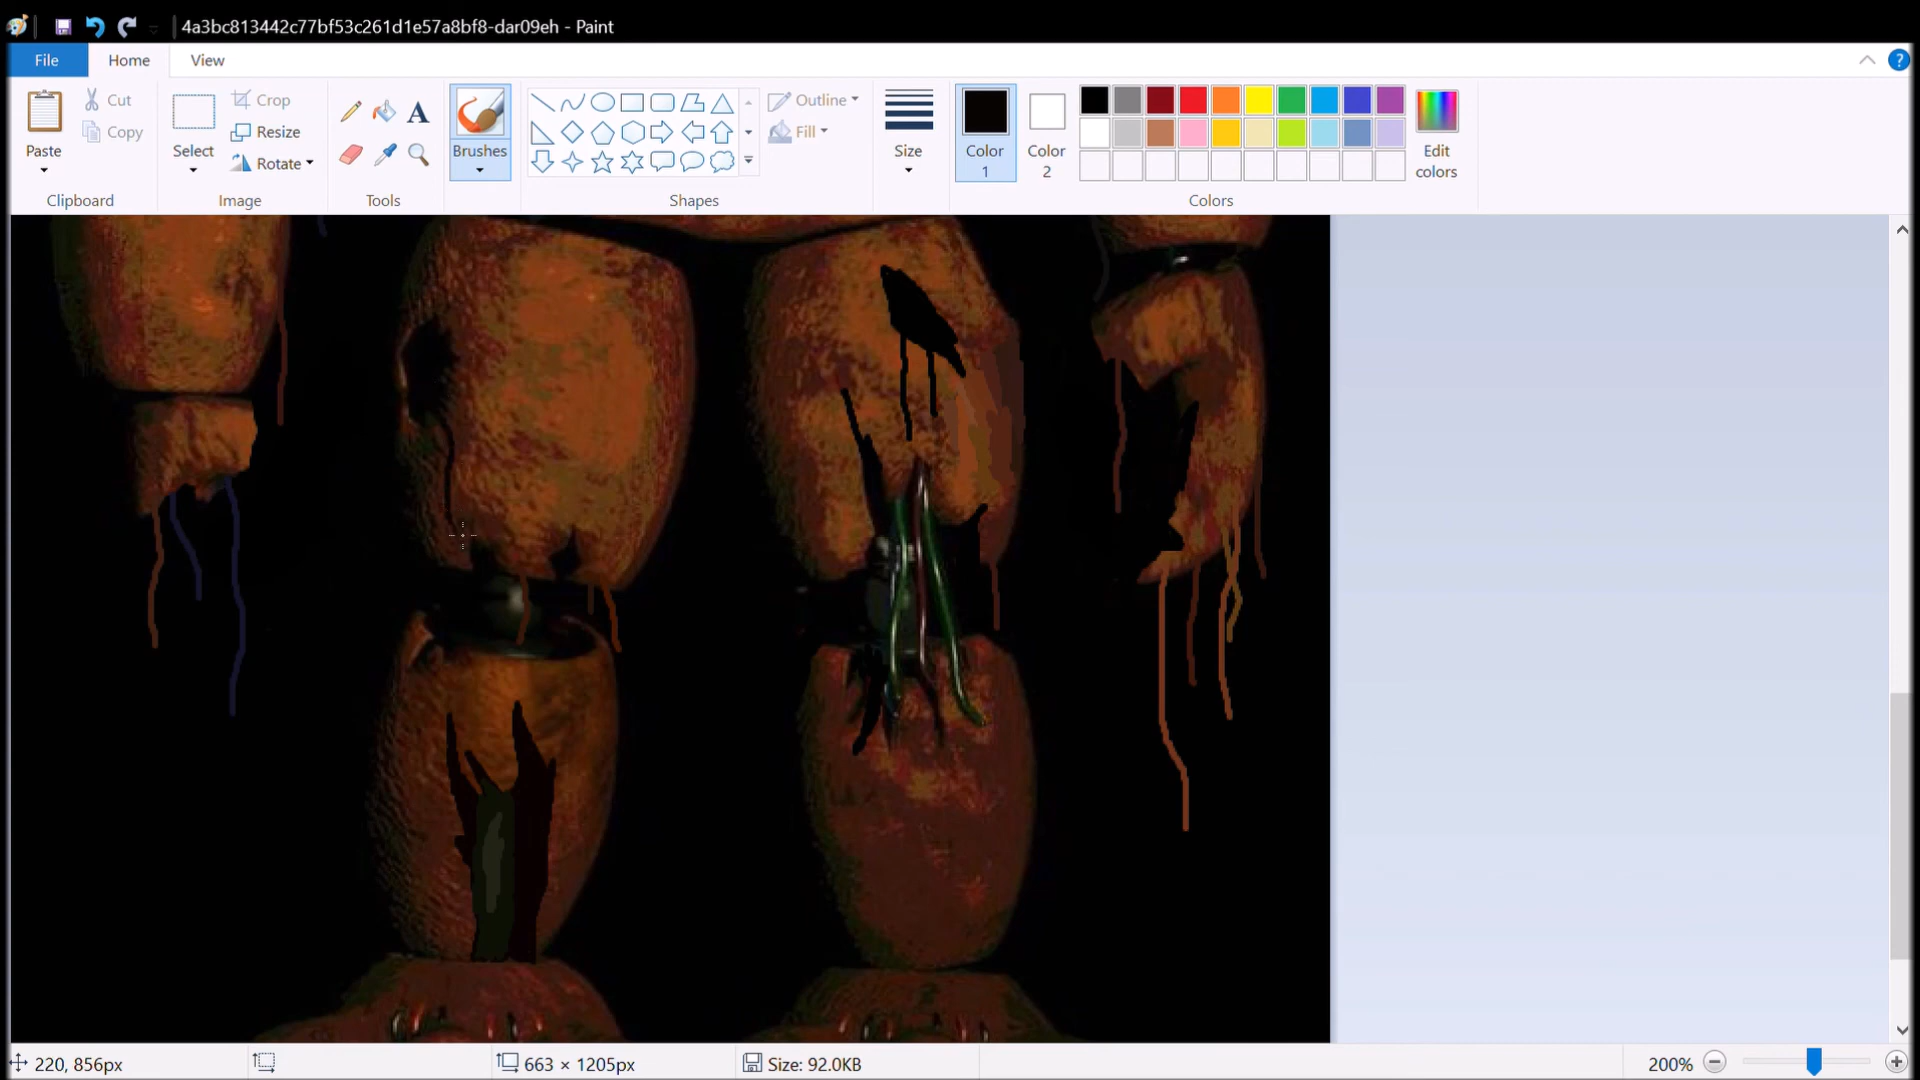 4a3bc813442c77bf53c261d1e57a8bf8-dar09eh - Paint
File Home View
Paste
Cut
Copy
Clipboard
Select
Crop
Resize
Rotate
Image
A
Tools
Brushes
Outline
Fill
Shapes
Size
Color
1
Color
2
Edit
colors
Colors
?
220, 856px
663 × 1205px
Size: 92.0KB
200%